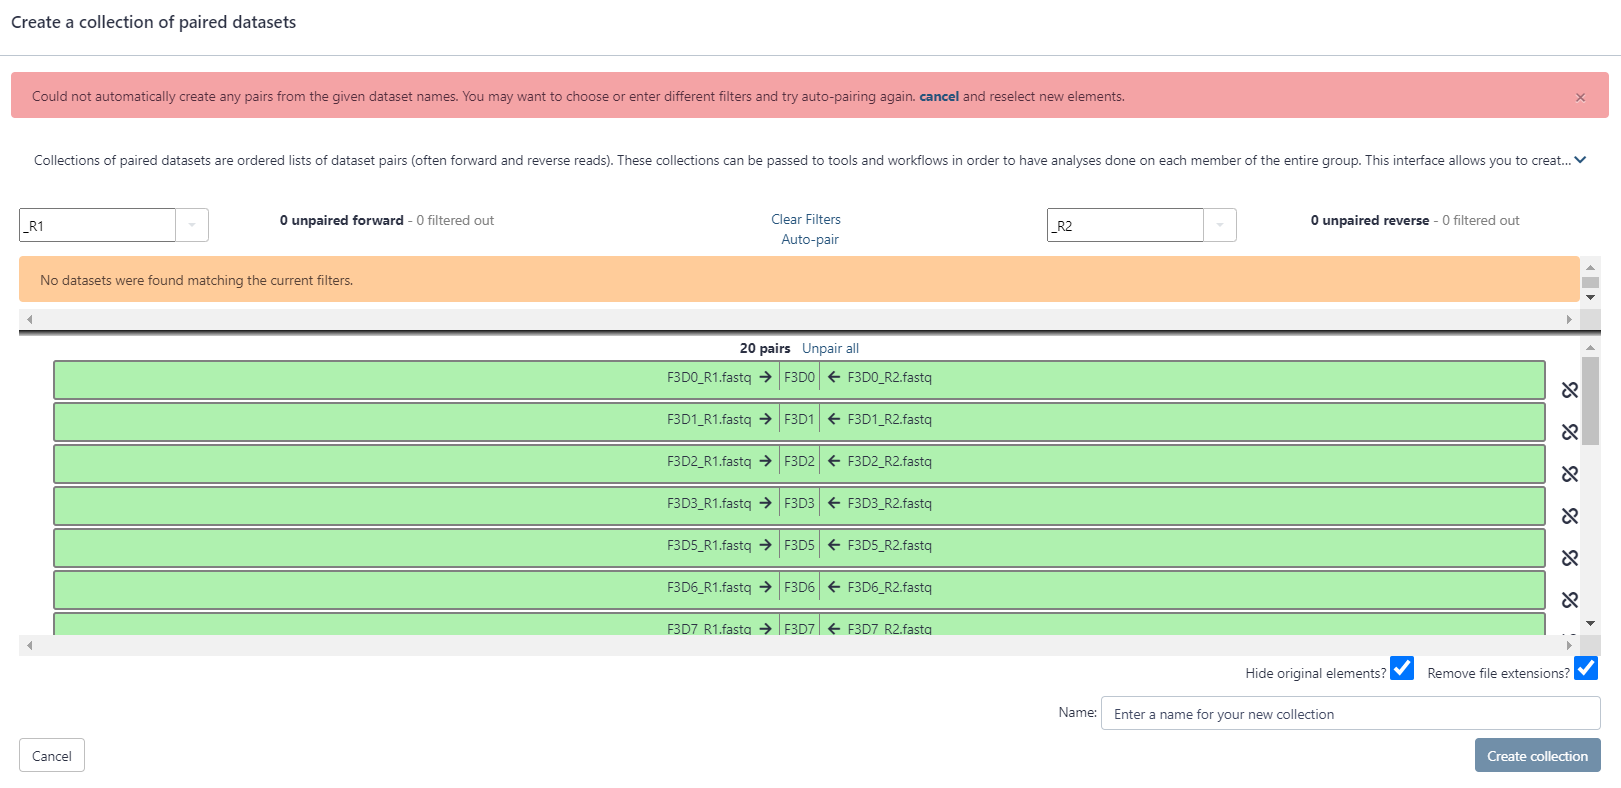 Create a collection of paired datasets
Could not automatically create any pairs from the given dataset names. You may want to choose or enter different filters and try auto-pairing again. cancel and reselect new elements.
×
Collections of paired datasets are ordered lists of dataset pairs (often forward and reverse reads). These collections can be passed to tools and workflows in order to have analyses done on each member of the entire group. This interface allows you to creat...
_R1
0 unpaired forward - 0 filtered out
Clear Filters
Auto-pair
_R2
0 unpaired reverse - 0 filtered out
No datasets were found matching the current filters.
20 pairs Unpair all
F3D0_R1.fastq → F3D0 ← F3D0_R2.fastq
F3D1_R1.fastq → F3D1 ← F3D1_R2.fastq
F3D2_R1.fastq → F3D2 ← F3D2_R2.fastq
F3D3_R1.fastq → F3D3 ← F3D3_R2.fastq
F3D5_R1.fastq → F3D5 ← F3D5_R2.fastq
F3D6_R1.fastq → F3D6 ← F3D6_R2.fastq
F3D7_R1.fastq → F3D7 ← F3D7_R2.fastq
Hide original elements? Remove file extensions?
Name: Enter a name for your new collection
Cancel
Create collection